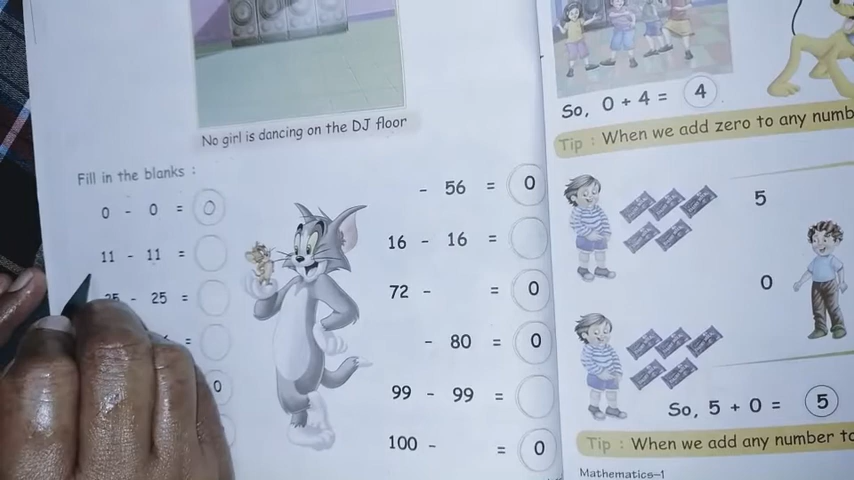 No girl is dancing on the DJ floor
Fill in the blanks :
0 - 0 = 0
11 - 11 =
25 - 25 =
=
0
- 56 = 0
16 - 16 =
72 - = 0
- 80 = 0
99 - 99 =
100 - = 0
So, 0 + 4 = 4
Tip : When we add zero to any numb
5
0
So, 5 + 0 = 5
Tip : When we add any number to
Mathematics-1